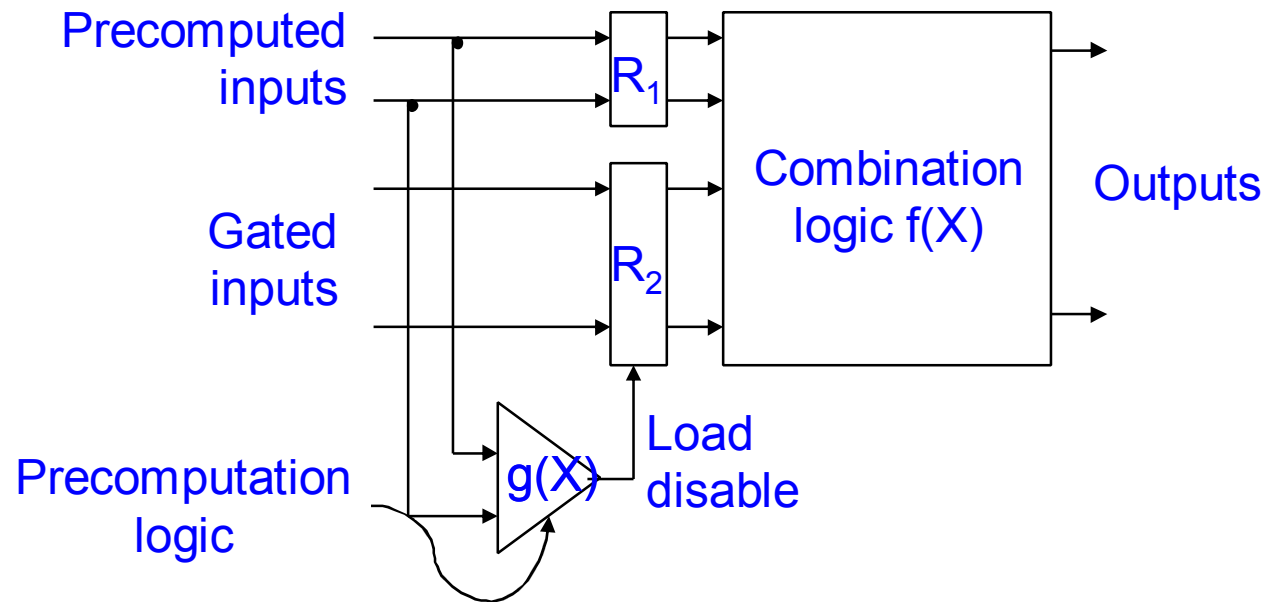 Precomputed
inputs
R₁
Combination
logic f(X)
Outputs
Gated
inputs
R₂
Load
disable
g(X)
Precomputation
logic